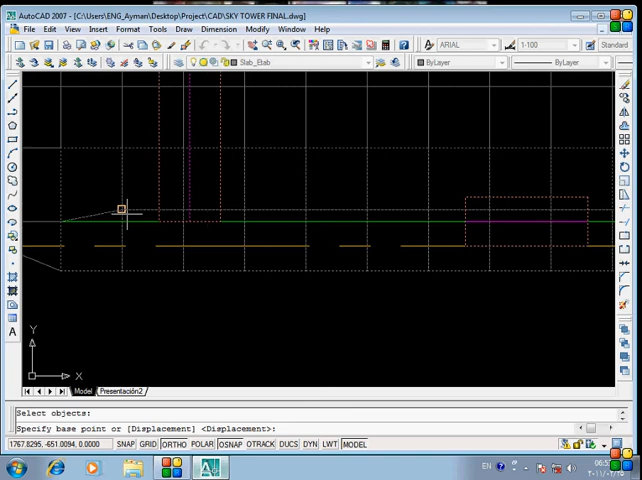 AutoCAD 2007 - [C:\Users\ENG_Ayman\Desktop\Project\CAD\SKY TOWER FINAL.dwg]
File Edit View Insert Format Tools Draw Dimension Modify Window Help
ARIAL 1-100 Standard
Slab_Etab ByLayer ByLayer
Y
X
Model Presentación2
Select objects:
Specify base point or [Displacement] <Displacement>:
1767.8295, -651.0094, 0.0000 SNAP GRID ORTHO POLAR OSNAP OTRACK DUCS DYN LWT MODEL
EN